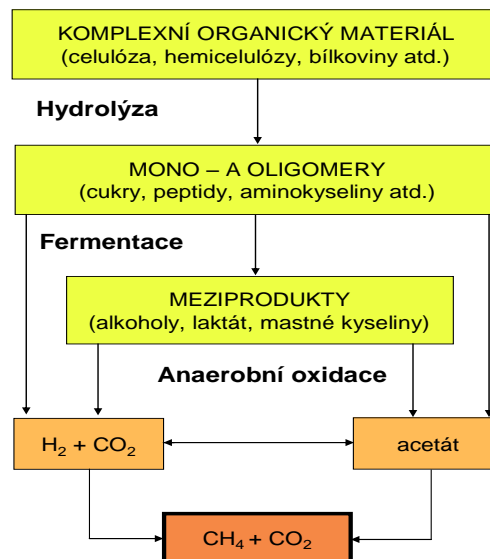 KOMPLEXNÍ ORGANICKÝ MATERIÁL
(celulóza, hemicelulózy, bílkoviny atd.)
Hydrolýza
MONO – A OLIGOMERY
(cukry, peptidy, aminokyseliny atd.)
Fermentace
MEZIPRODUKTY
(alkoholy, laktát, mastné kyseliny)
Anaerobní oxidace
H₂ + CO₂
acetát
CH₄ + CO₂